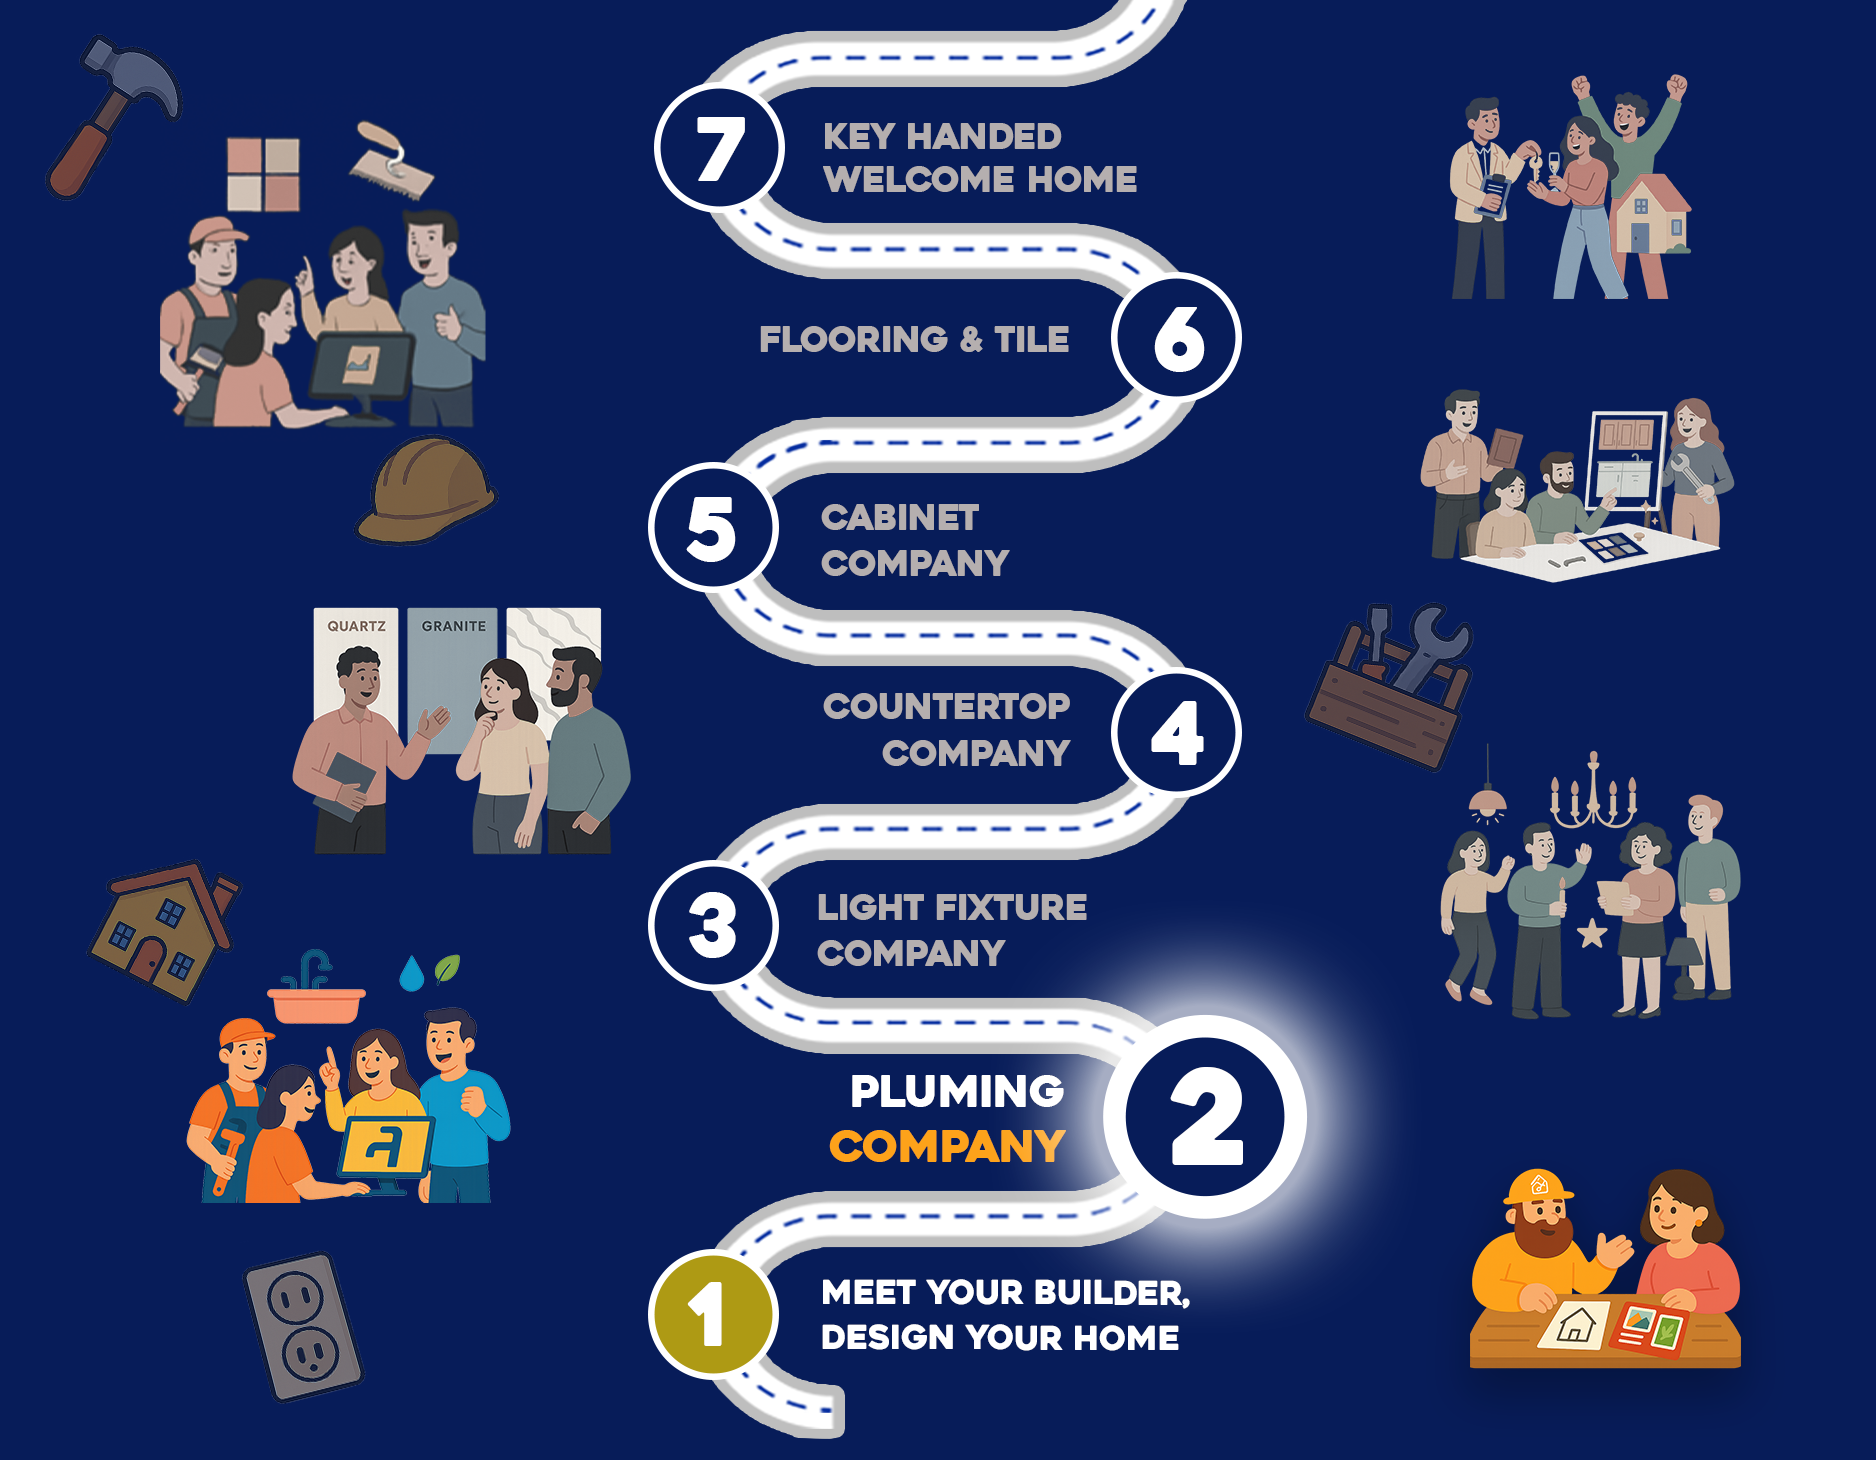 7
KEY HANDED
WELCOME HOME
6
FLOORING & TILE
5
CABINET
COMPANY
QUARTZ
GRANITE
4
COUNTERTOP
COMPANY
3
LIGHT FIXTURE
COMPANY
2
PLUMING
COMPANY
a
1
MEET YOUR BUILDER,
DESIGN YOUR HOME